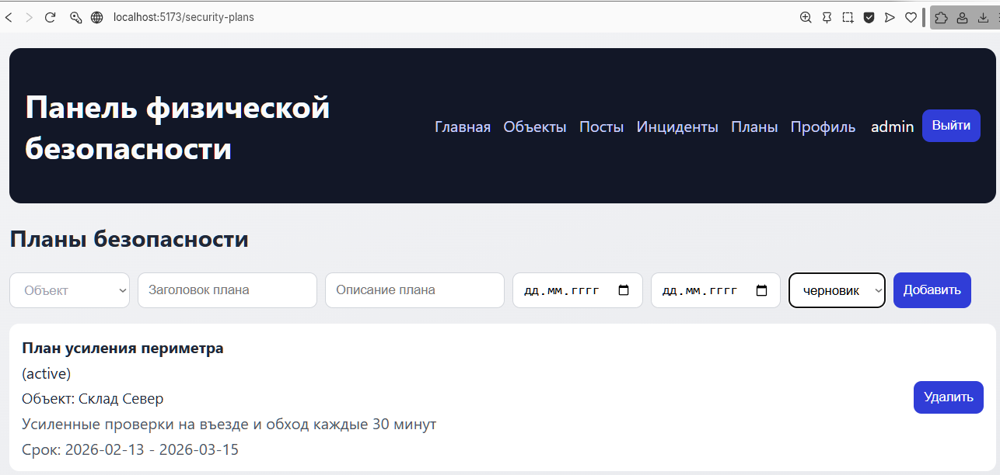 localhost:5173/security-plans
Панель физической
безопасности
Главная Объекты Посты Инциденты Планы Профиль admin Выйти
Планы безопасности
Объект Заголовок плана Описание плана дд.мм.гггг дд.мм.гггг черновик Добавить
План усиления периметра
(active)
Объект: Склад Север
Усиленные проверки на въезде и обход каждые 30 минут
Срок: 2026-02-13 - 2026-03-15
Удалить